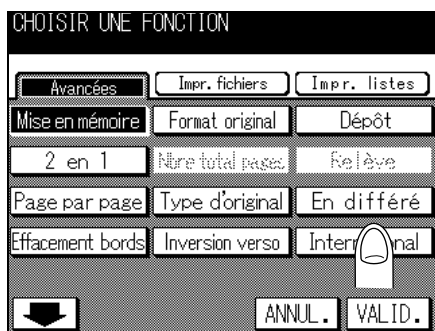 CHOISIR UNE FONCTION
Avancées Impr. fichiers Impr. listes
Mise en mémoire Format original Dépôt
2 en 1 Nbre total pages Relève
Page par page Type d'original En différé
Effacement bords Inversion verso
ANNUL. VALID.